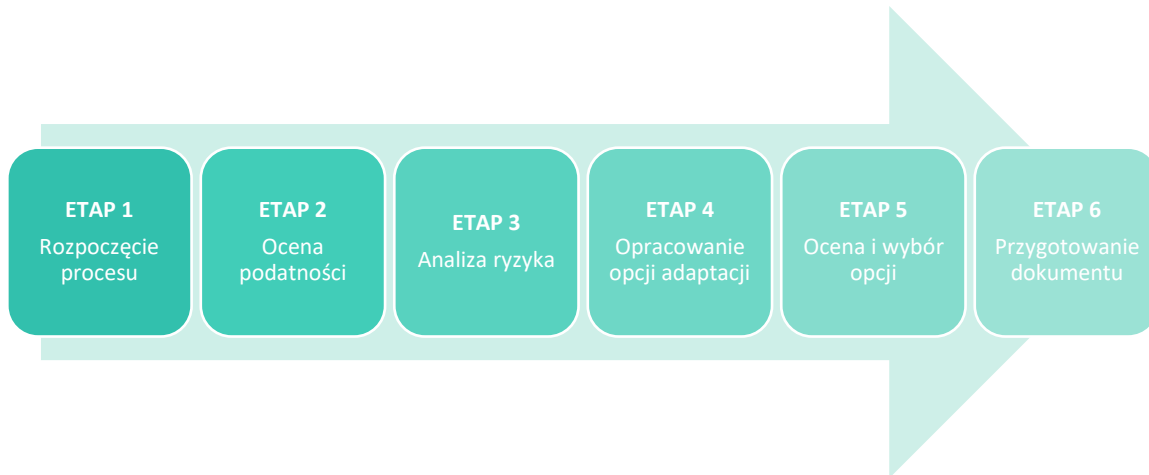 ETAP 1
Rozpoczęcie
procesu
ETAP 2
Ocena
podatności
ETAP 3
Analiza ryzyka
ETAP 4
Opracowanie
opcji adaptacji
ETAP 5
Ocena i wybór
opcji
ETAP 6
Przygotowanie
dokumentu